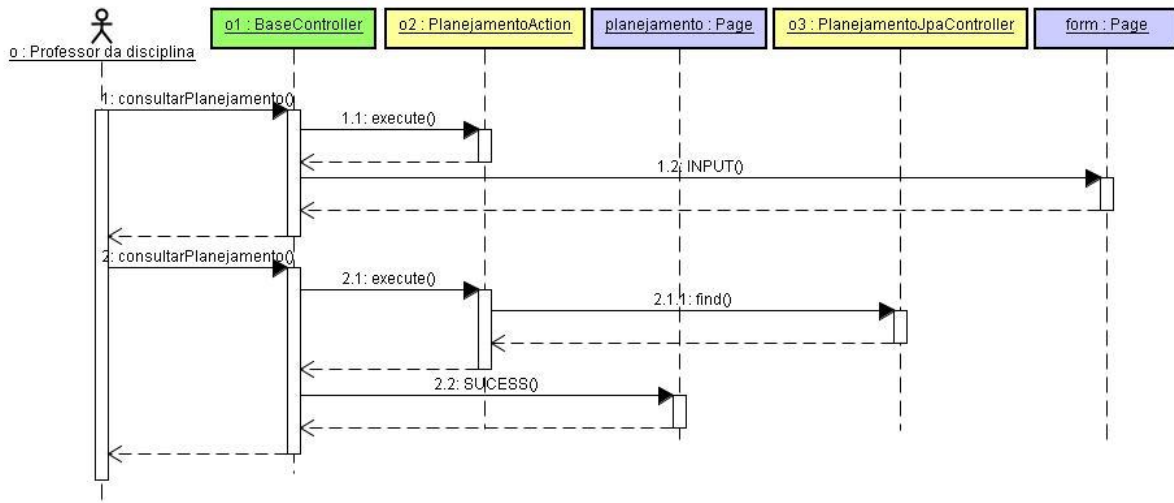 o : Professor da disciplina
o1 : BaseController
o2 : PlanejamentoAction
planejamento : Page
o3 : PlanejamentoJpaController
form : Page
1: consultarPlanejamento()
1.1: execute()
1.2: INPUT()
2: consultarPlanejamento()
2.1: execute()
2.1.1: find()
2.2: SUCESS()